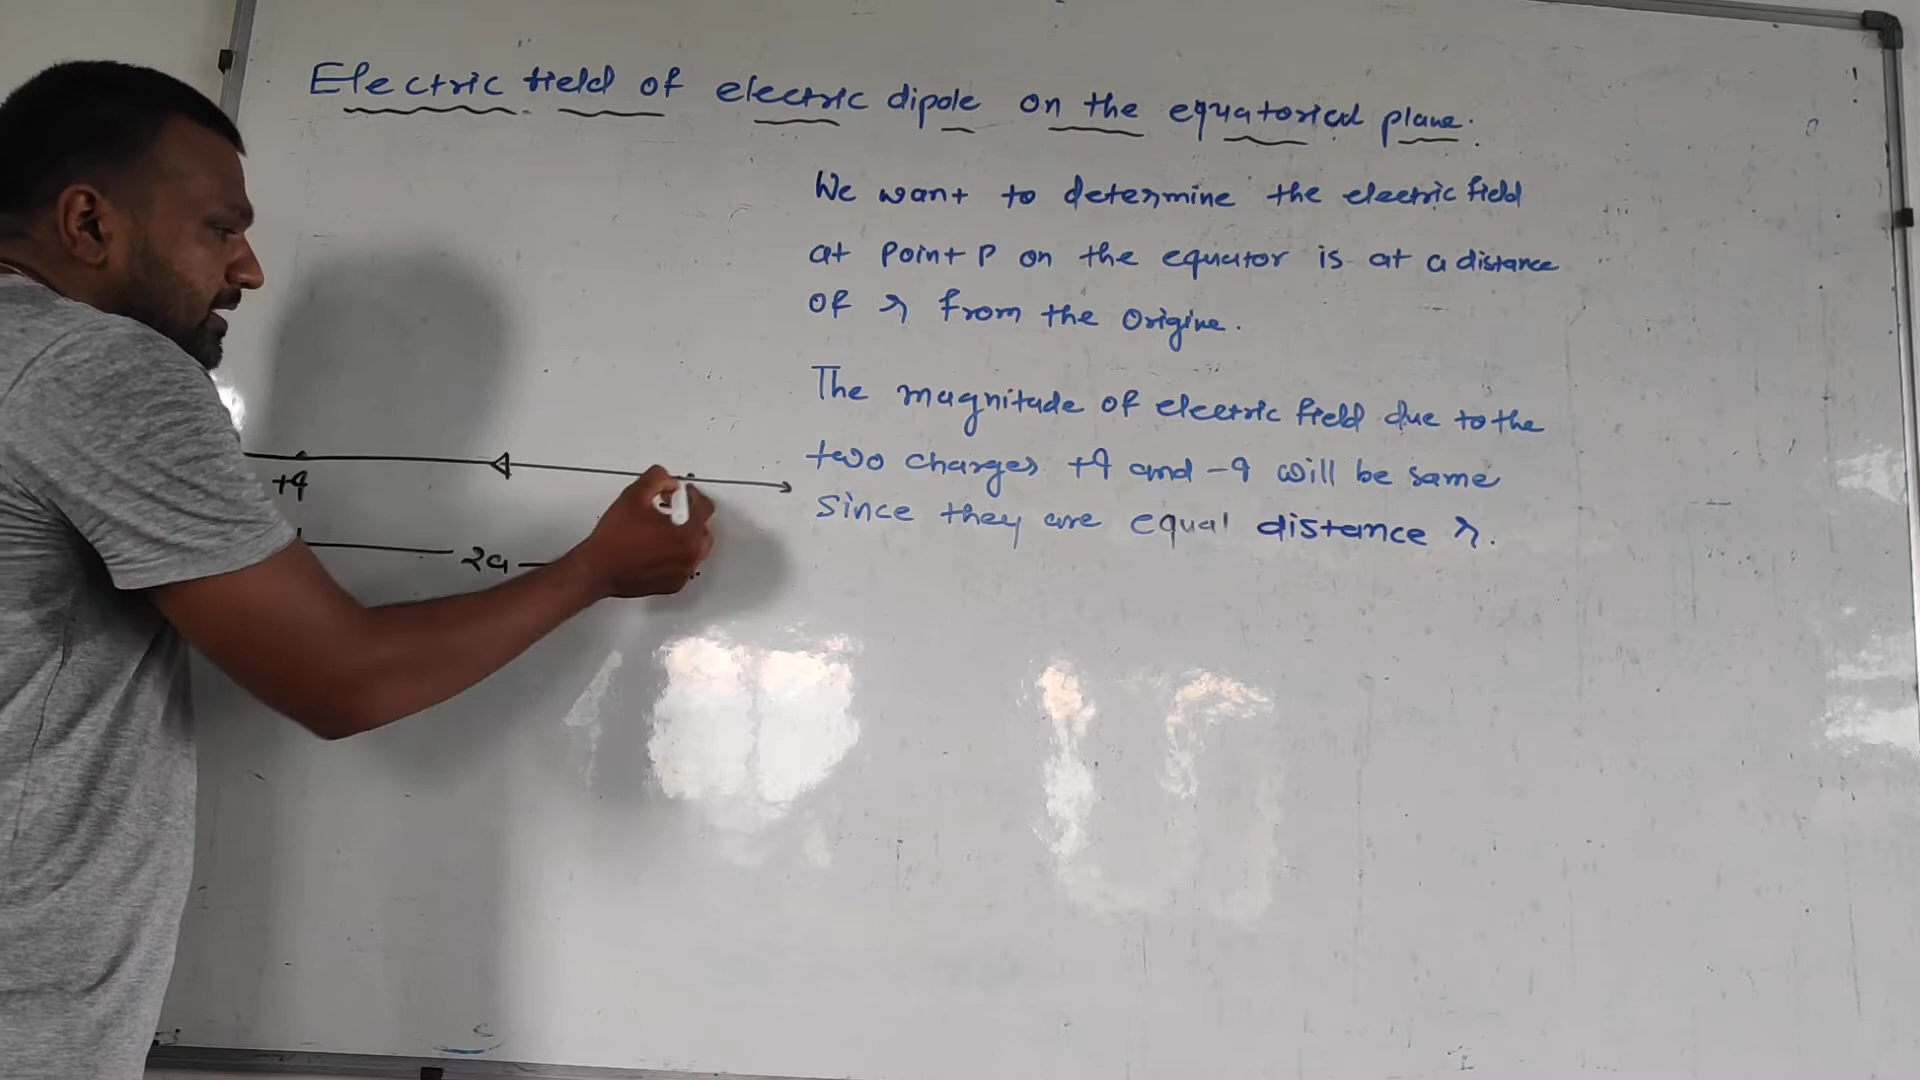 Electric field of electric dipole on the equatorical plane.
We want to determine the electric field
at point P on the equator is at a distance
of r from the Origine.
The magnitude of electric field due to the
two charges +q and -q will be same
Since they are equal distance r.
+q
2a